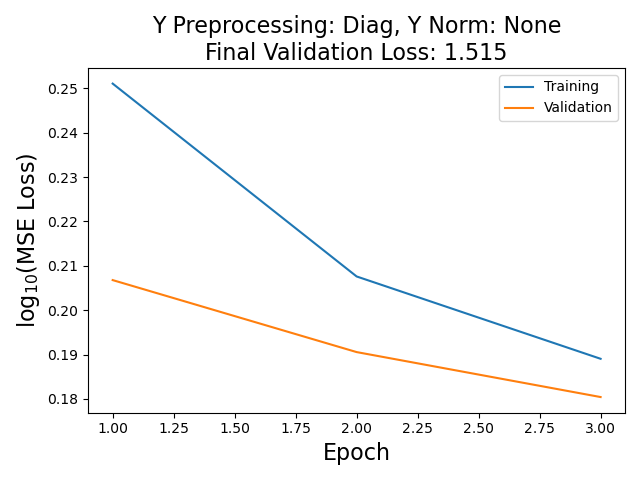 Y Preprocessing: Diag, Y Norm: None
Final Validation Loss: 1.515
Training
Validation
log₁₀(MSE Loss)
0.25
0.24
0.23
0.22
0.21
0.20
0.19
0.18
1.00 1.25 1.50 1.75 2.00 2.25 2.50 2.75 3.00
Epoch